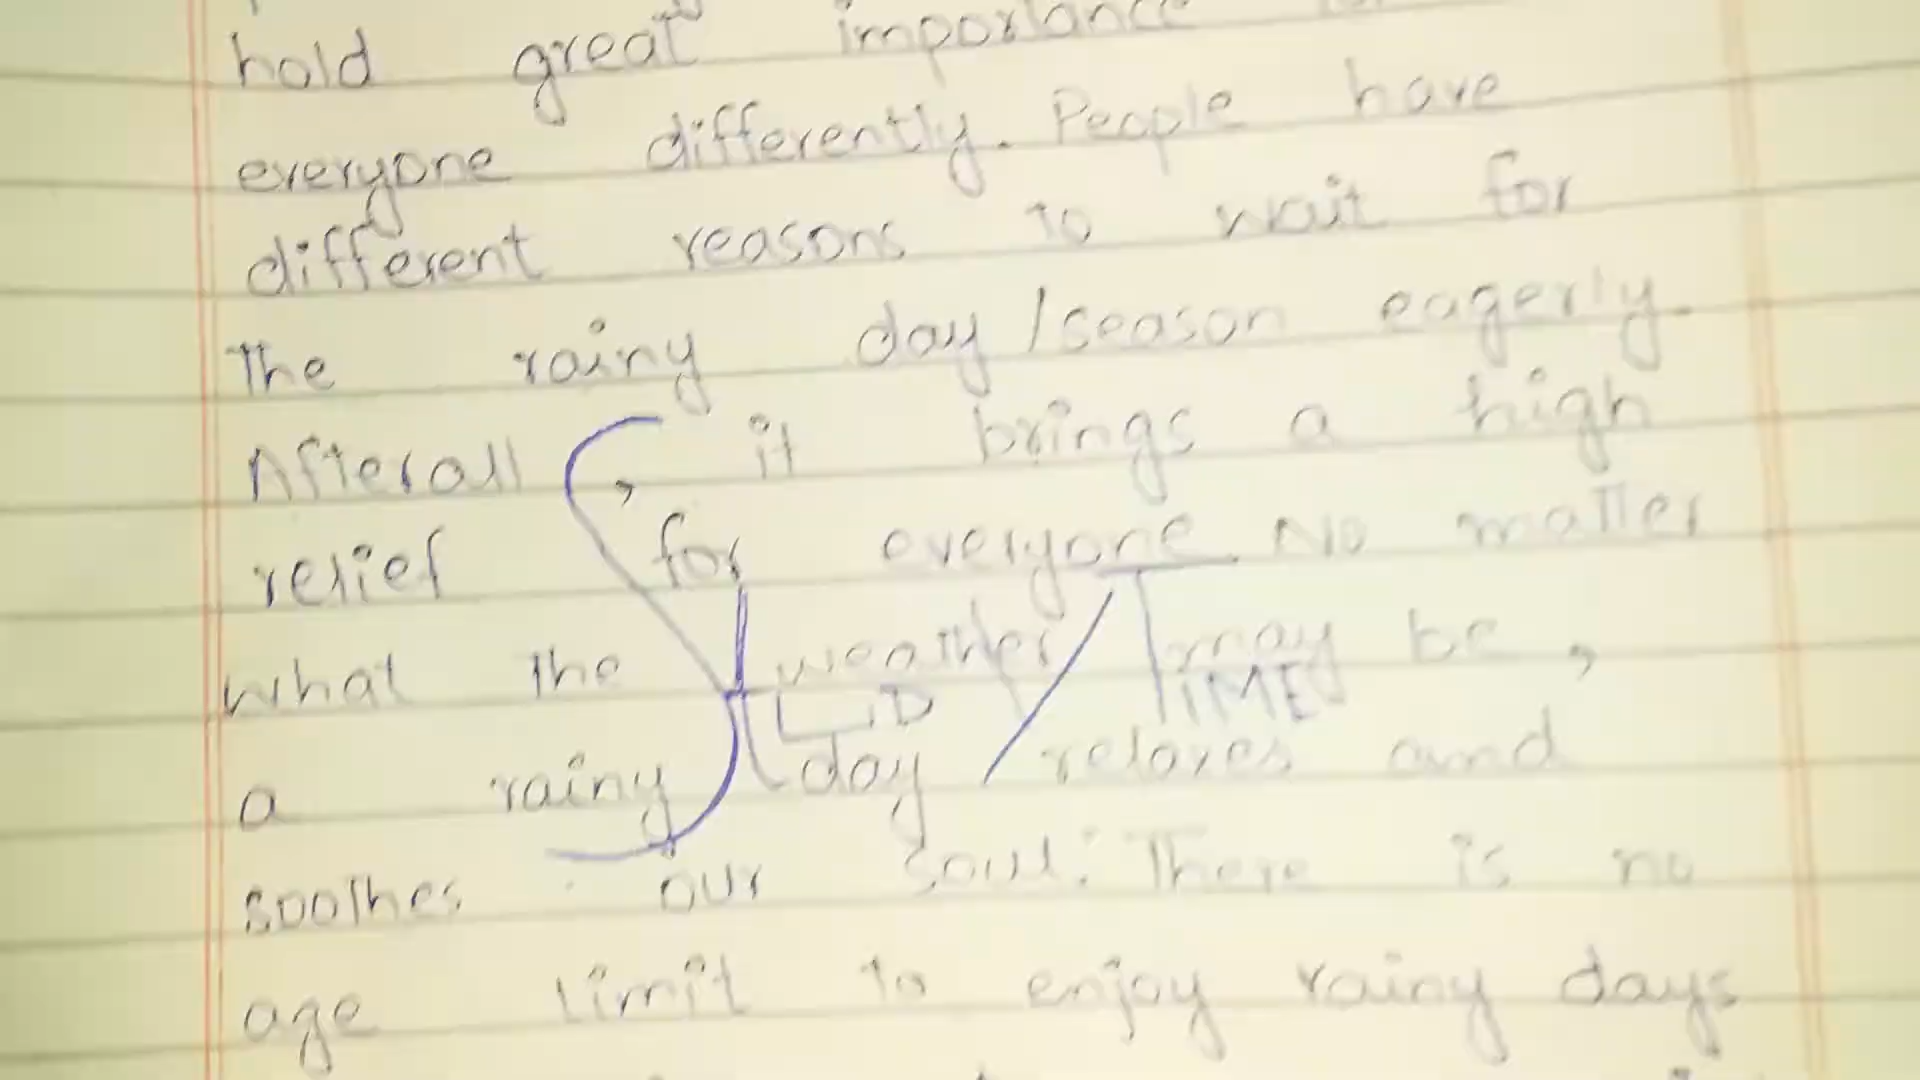 hold great importance
everyone differently. People have
different reasons to wait for
the rainy day/season eagerly.
Afterall, it brings a high
relief for everyone. No matter
what the weather may be,
TIME
a rainy day relaxes and
soothes our soul. There is no
age limit to enjoy rainy days